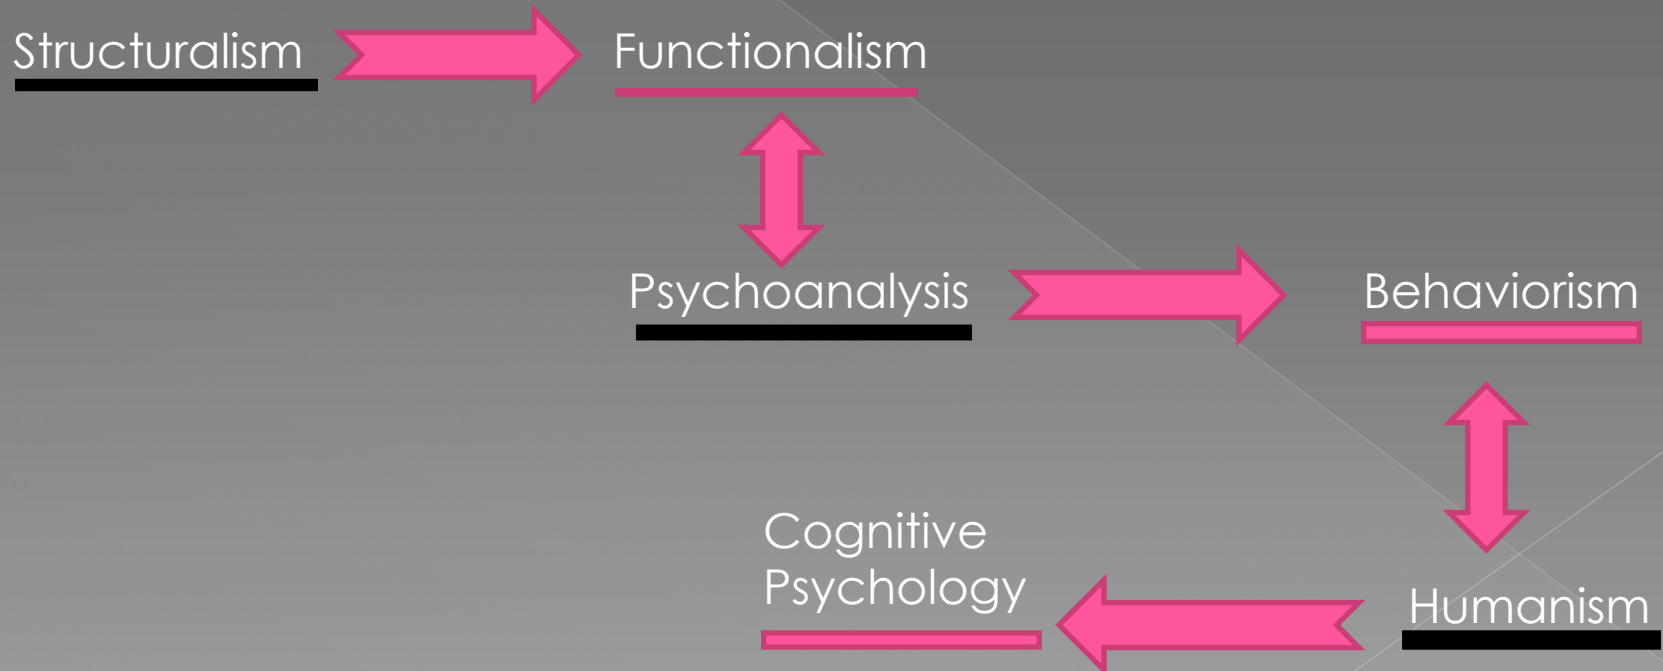 Structuralism
Functionalism
Psychoanalysis
Behaviorism
Cognitive
Psychology
Humanism